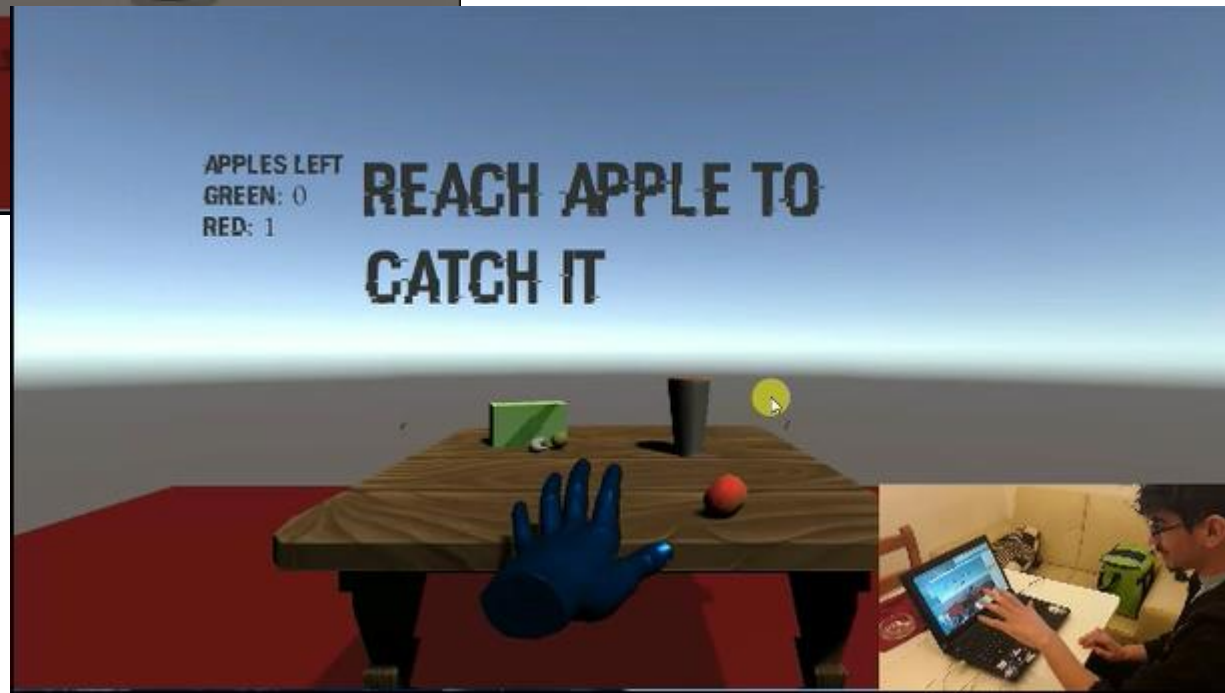 APPLES LEFT
GREEN: 0
RED: 1
REACH APPLE TO
CATCH IT